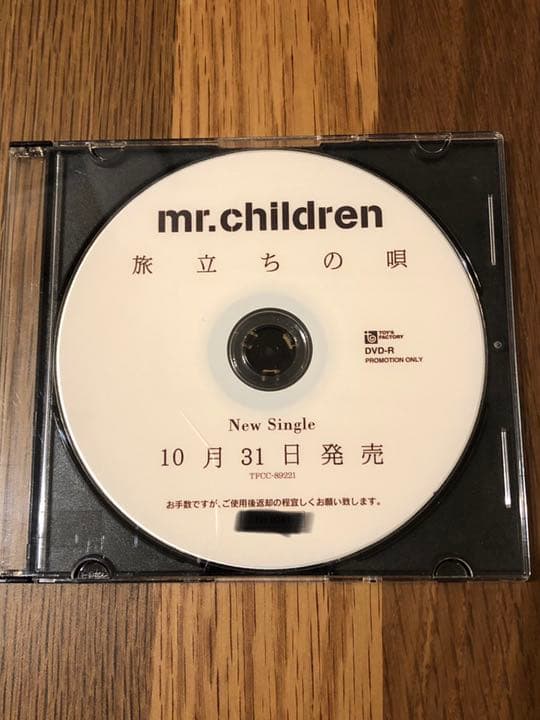 mr.children
旅立ちの唄
TOY'S FACTORY
DVD-R
PROMOTION ONLY
New Single
10月31日発売
TFCC-89221
お手数ですが、ご使用後返却の程宜しくお願い致します。